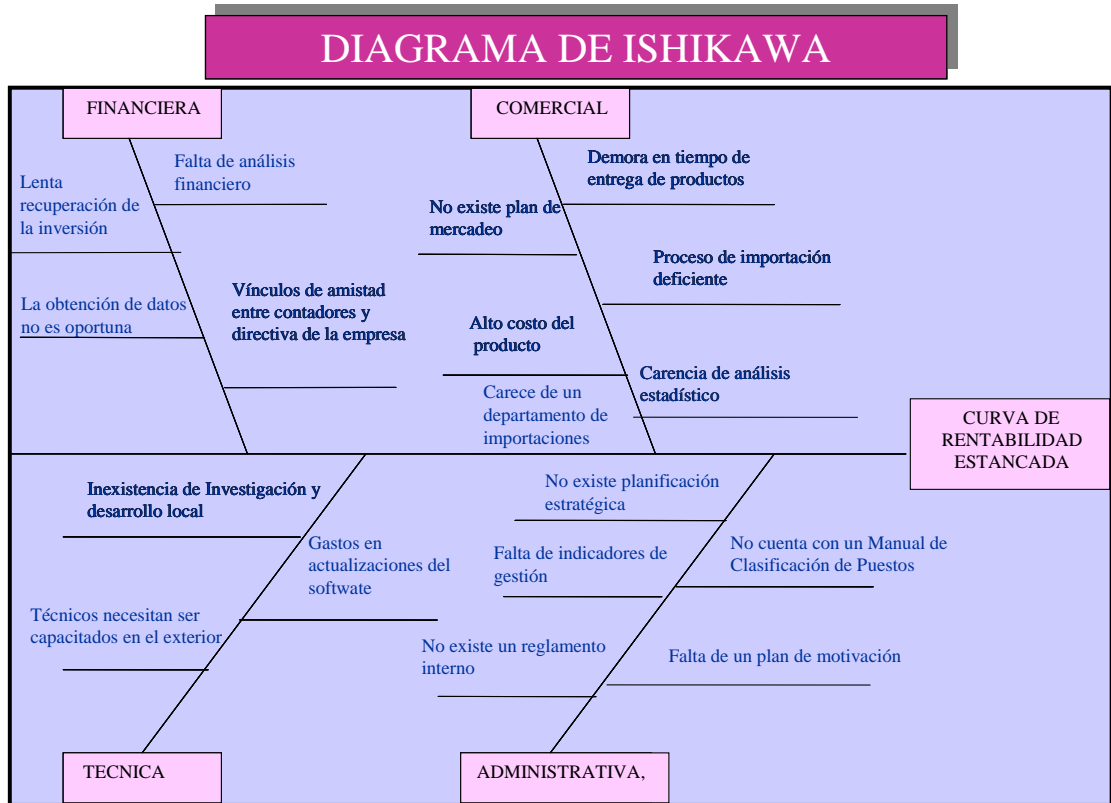 DIAGRAMA DE ISHIKAWA
FINANCIERA
Falta de análisis
financiero
Lenta
recuperación de
la inversión
Vínculos de amistad
entre contadores y
directiva de la empresa
La obtención de datos
no es oportuna
COMERCIAL
Demora en tiempo de
entrega de productos
No existe plan de
mercadeo
Proceso de importación
deficiente
Alto costo del
producto
Carencia de análisis
estadístico
Carece de un
departamento de
importaciones
CURVA DE
RENTABILIDAD
ESTANCADA
Inexistencia de Investigación y
desarrollo local
Gastos en
actualizaciones del
softwate
Técnicos necesitan ser
capacitados en el exterior
TECNICA
No existe planificación
estratégica
Falta de indicadores de
gestión
No cuenta con un Manual de
Clasificación de Puestos
No existe un reglamento
interno
Falta de un plan de motivación
ADMINISTRATIVA,